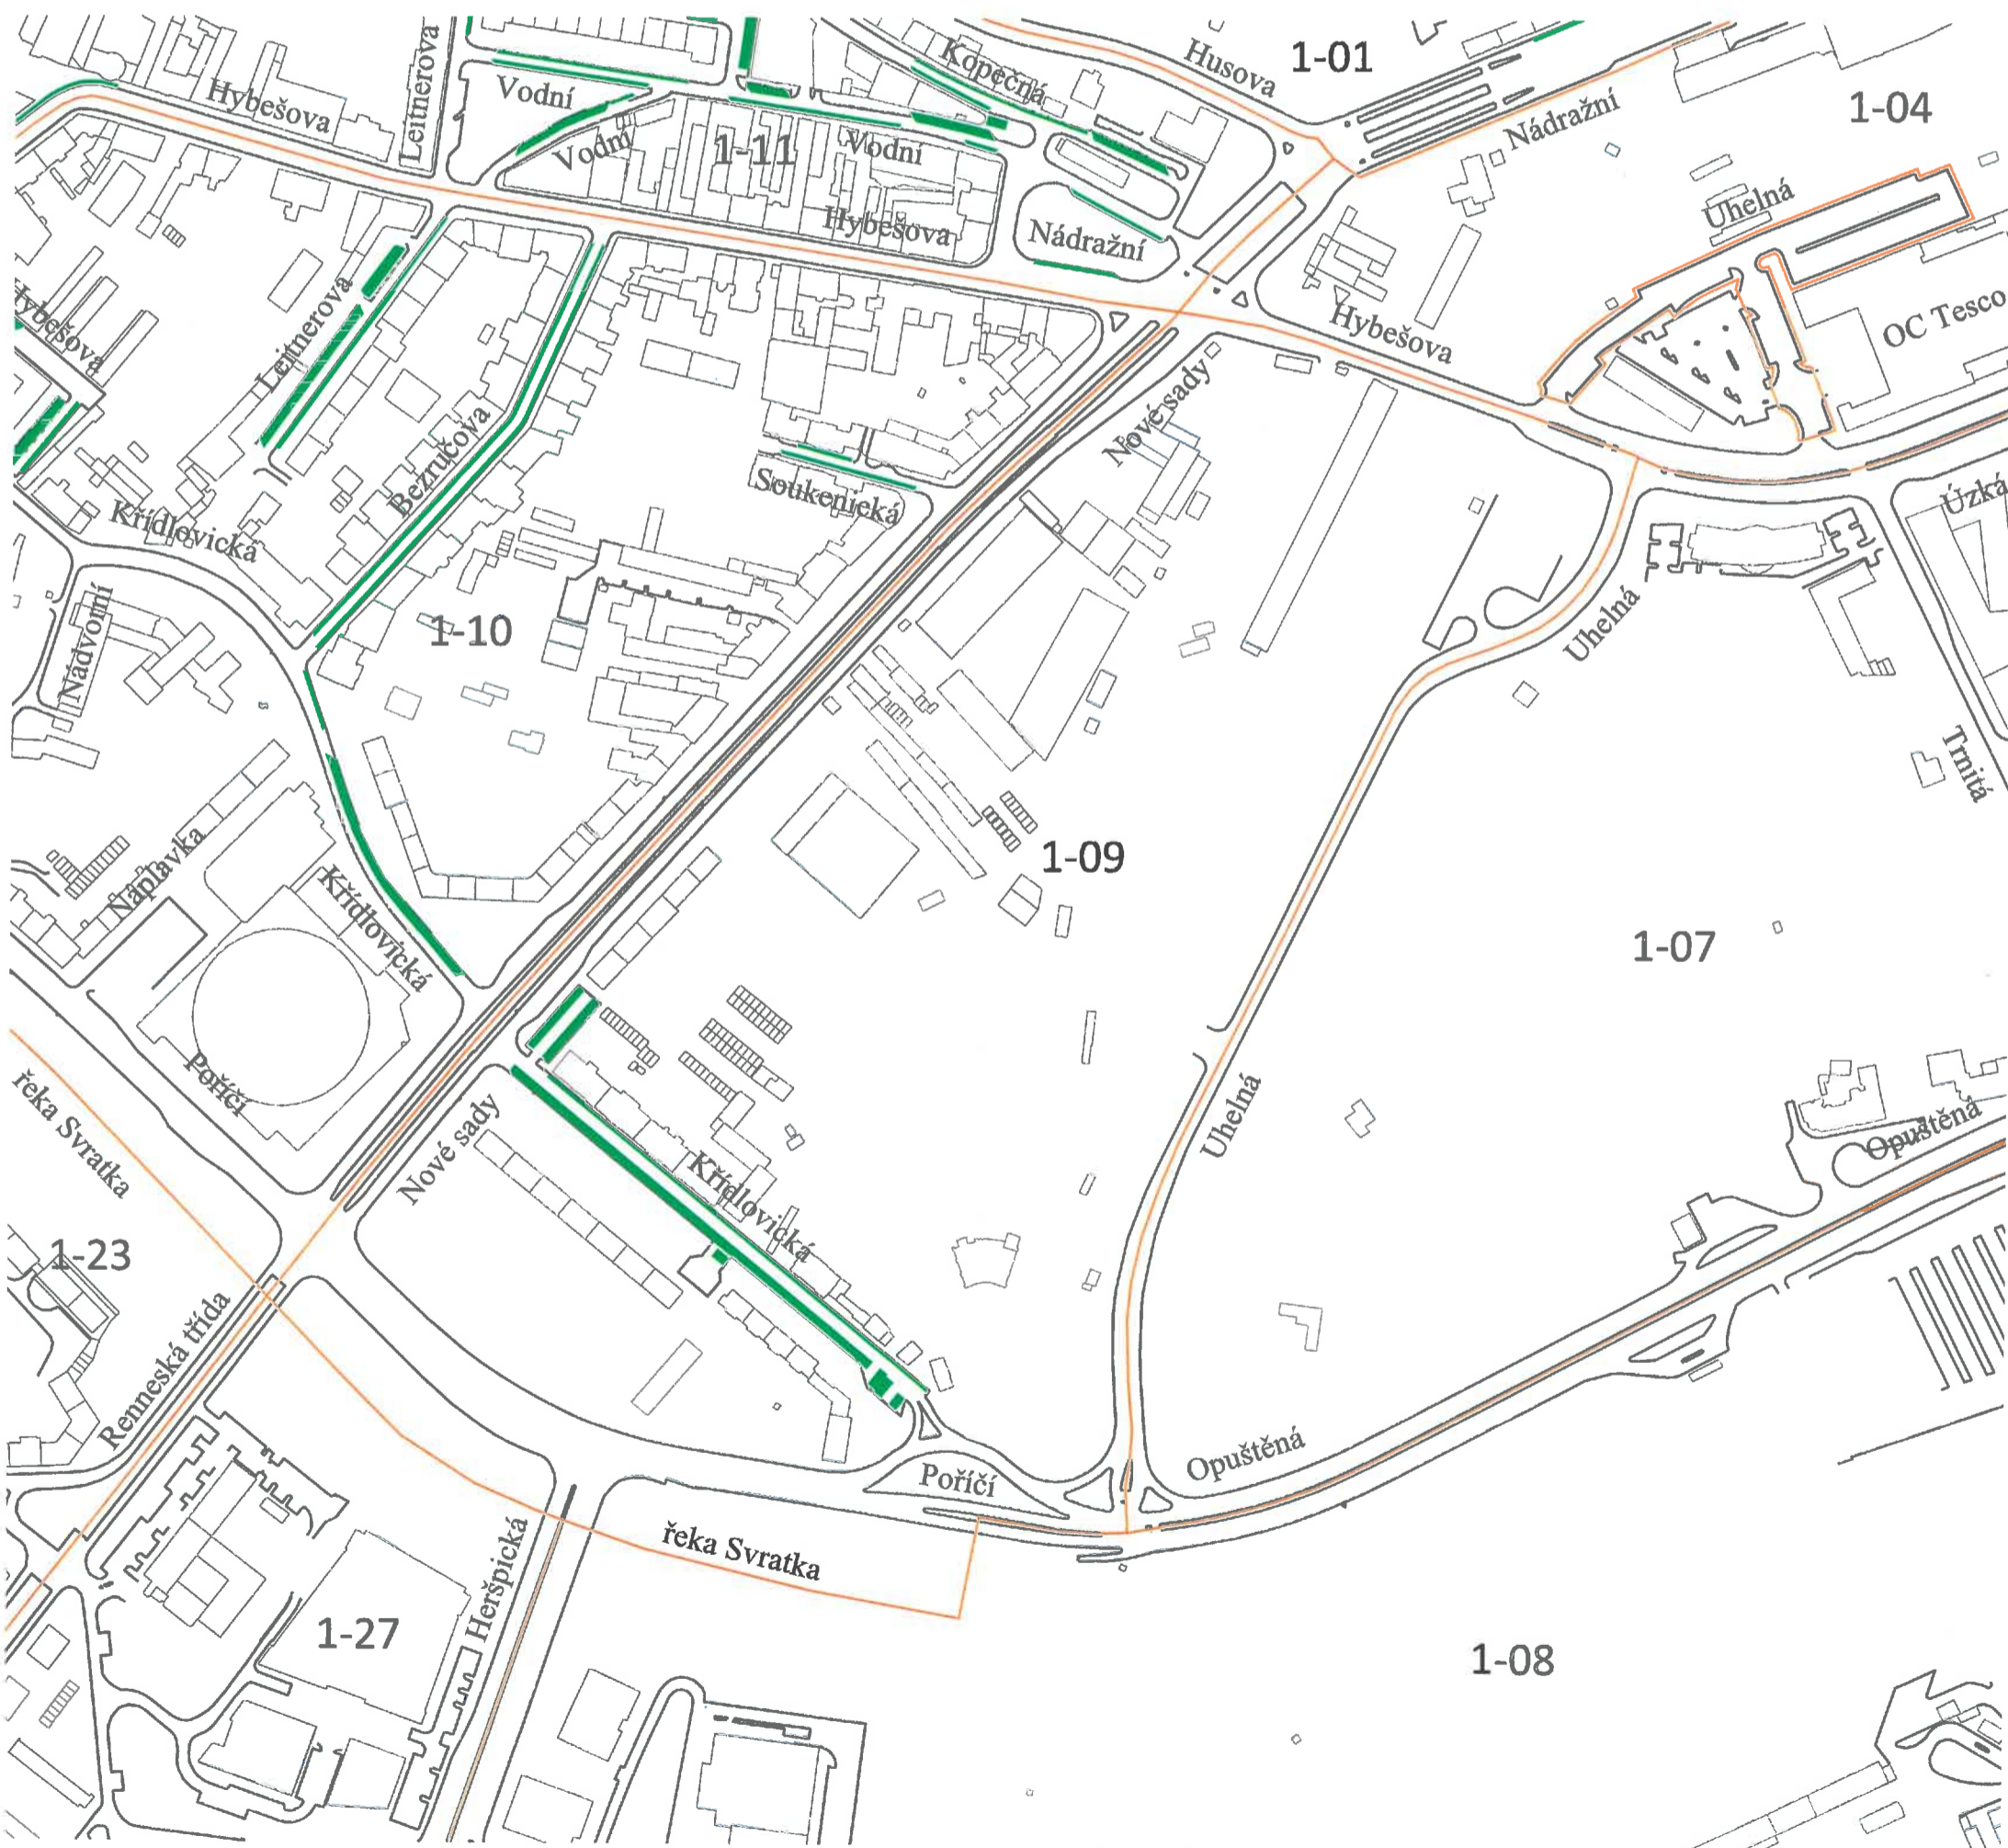 Leitnerova
Hybešova
Vodní
Vodní
1-11
Vodní
Kopečná
Husova
1-01
Nádražní
1-04
Uhelná
OC Tesco
Hybešova
Nádražní
Hybešova
Hybešova
Leitnerova
Bezručova
Nové sady
Soukenická
Úzká
Křídlovická
Nádvorní
1-10
Uhelná
Trnitá
Náplavka
Křídlovická
1-09
1-07
Poříčí
řeka Svratka
Nové sady
Křídlovická
Uhelná
Opuštěná
1-23
Renneská třída
Opuštěná
Poříčí
řeka Svratka
Heršpická
1-27
1-08